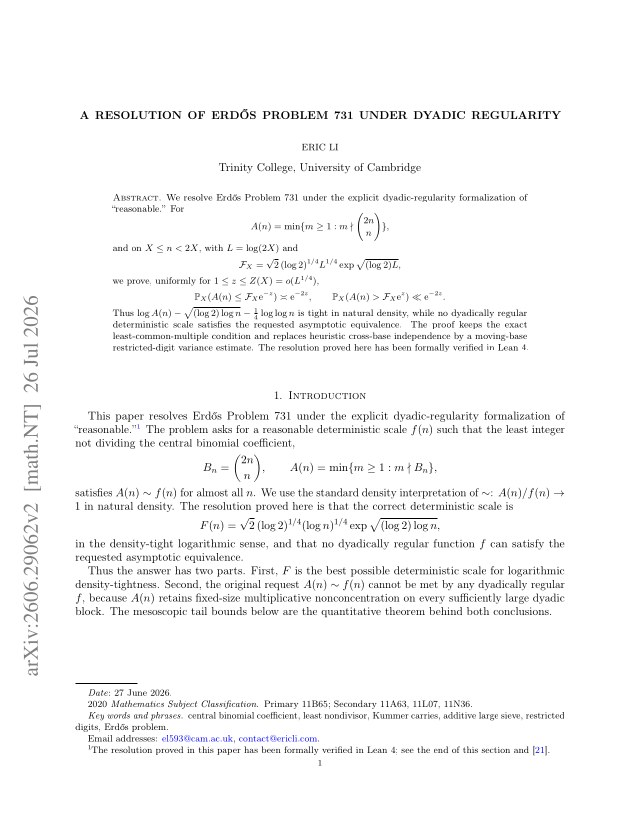 A RESOLUTION OF ERDŐS PROBLEM 731 UNDER DYADIC REGULARITY
ERIC LI
Trinity College, University of Cambridge
Abstract. We resolve Erdős Problem 731 under the explicit dyadic-regularity formalization of
“reasonable.” For
A(n) = min{m ≥ 1 : m ∤ \binom{2n}{n}},
and on X ≤ n < 2X, with L = log(2X) and
ℱ_X = √2 (log 2)^{1/4} L^{1/4} exp √((log 2)L),
we prove, uniformly for 1 ≤ z ≤ Z(X) = o(L^{1/4}),
ℙ_X(A(n) ≤ ℱ_X e^{−z}) ≍ e^{−2z}, ℙ_X(A(n) > ℱ_X e^z) ≪ e^{−2z}.
Thus log A(n) − √((log 2) log n) − 1/4 log log n is tight in natural density, while no dyadically regular
deterministic scale satisfies the requested asymptotic equivalence. The proof keeps the exact
least-common-multiple condition and replaces heuristic cross-base independence by a moving-base
restricted-digit variance estimate. The resolution proved here has been formally verified in Lean 4.
1. Introduction
This paper resolves Erdős Problem 731 under the explicit dyadic-regularity formalization of
“reasonable.”¹ The problem asks for a reasonable deterministic scale f(n) such that the least integer
not dividing the central binomial coefficient,
B_n = \binom{2n}{n}, A(n) = min{m ≥ 1 : m ∤ B_n},
satisfies A(n) ∼ f(n) for almost all n. We use the standard density interpretation of ∼: A(n)/f(n) →
1 in natural density. The resolution proved here is that the correct deterministic scale is
F(n) = √2 (log 2)^{1/4}(log n)^{1/4} exp √((log 2) log n),
in the density-tight logarithmic sense, and that no dyadically regular function f can satisfy the
requested asymptotic equivalence.
Thus the answer has two parts. First, F is the best possible deterministic scale for logarithmic
density-tightness. Second, the original request A(n) ∼ f(n) cannot be met by any dyadically regular
f, because A(n) retains fixed-size multiplicative nonconcentration on every sufficiently large dyadic
block. The mesoscopic tail bounds below are the quantitative theorem behind both conclusions.
Date: 27 June 2026.
2020 Mathematics Subject Classification. Primary 11B65; Secondary 11A63, 11L07, 11N36.
Key words and phrases. central binomial coefficient, least nondivisor, Kummer carries, additive large sieve, restricted
digits, Erdős problem.
Email addresses: el593@cam.ac.uk, contact@ericli.com.
¹The resolution proved in this paper has been formally verified in Lean 4; see the end of this section and [21].
1
arXiv:2606.29062v2 [math.NT] 26 Jul 2026